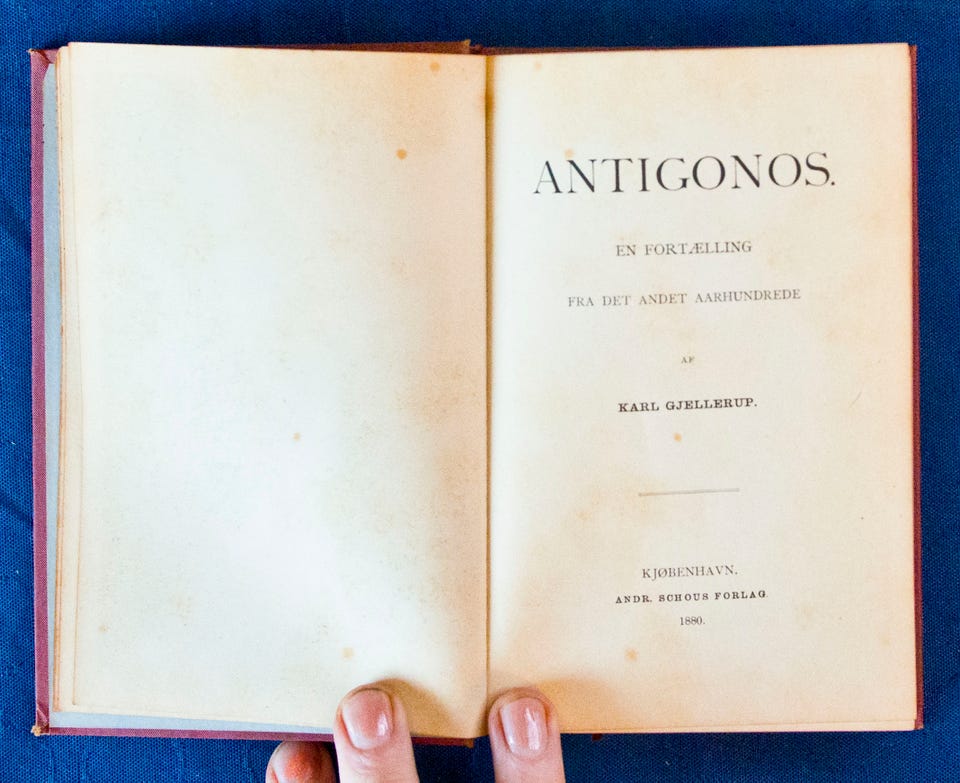 ANTIGONOS.
EN FORTÆLLING
FRA DET ANDET AARHUNDREDE
AF
KARL GJELLERUP.
KJØBENHAVN.
ANDR. SCHOUS FORLAG
1880.